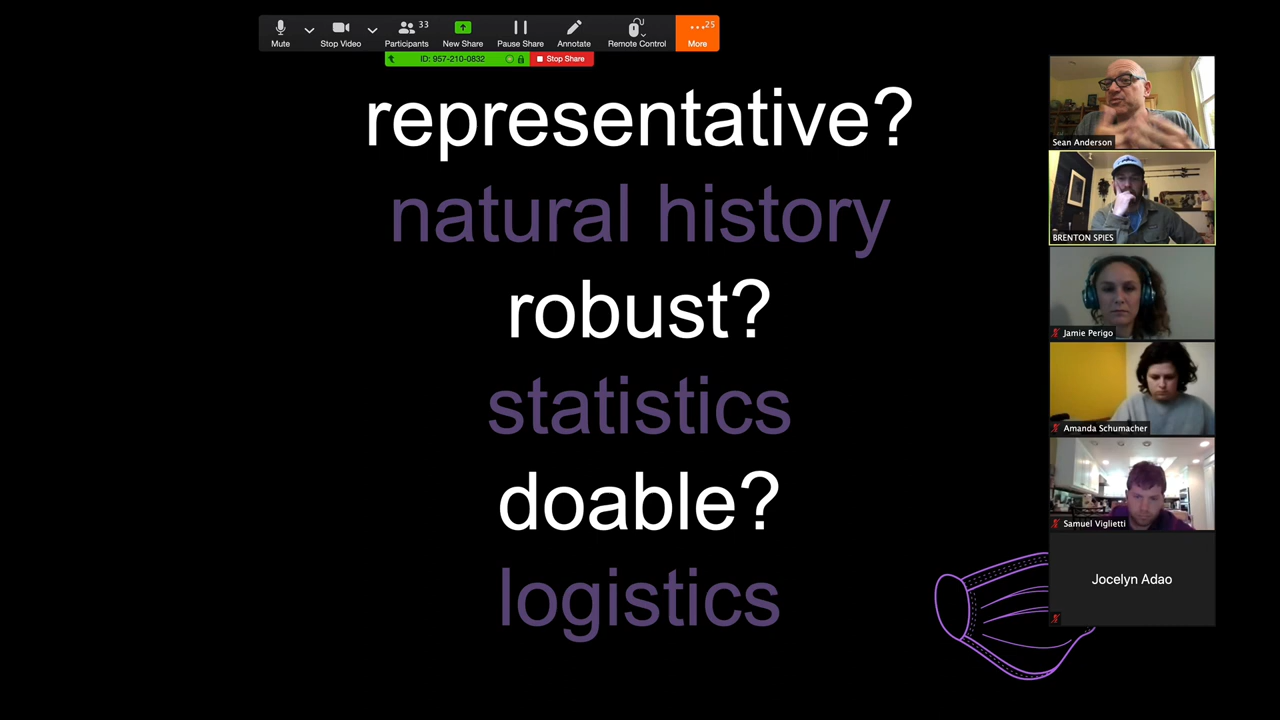 33
25
Mute
Stop Video
Participants
New Share
Pause Share
Annotate
Remote Control
More
ID: 957-210-0832
Stop Share
representative?
natural history
robust?
statistics
doable?
logistics
Sean Anderson
BRENTON SPIES
Jamie Perigo
Amanda Schumacher
Samuel Viglietti
Jocelyn Adao